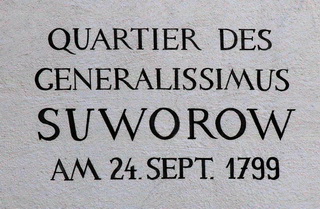 QUARTIER DES
GENERALISSIMUS
SUWOROW
AM 24. SEPT. 1799